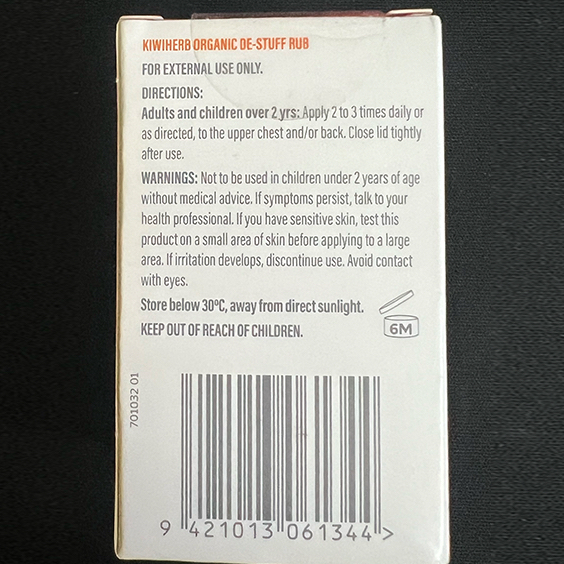 KIWIHERB ORGANIC DE-STUFF RUB
FOR EXTERNAL USE ONLY.
DIRECTIONS:
Adults and children over 2 yrs: Apply 2 to 3 times daily or
as directed, to the upper chest and/or back. Close lid tightly
after use.
WARNINGS: Not to be used in children under 2 years of age
without medical advice. If symptoms persist, talk to your
health professional. If you have sensitive skin, test this
product on a small area of skin before applying to a large
area. If irritation develops, discontinue use. Avoid contact
with eyes.
Store below 30ºC, away from direct sunlight.
KEEP OUT OF REACH OF CHILDREN.
6M
701032 01
9 421013 061344 >